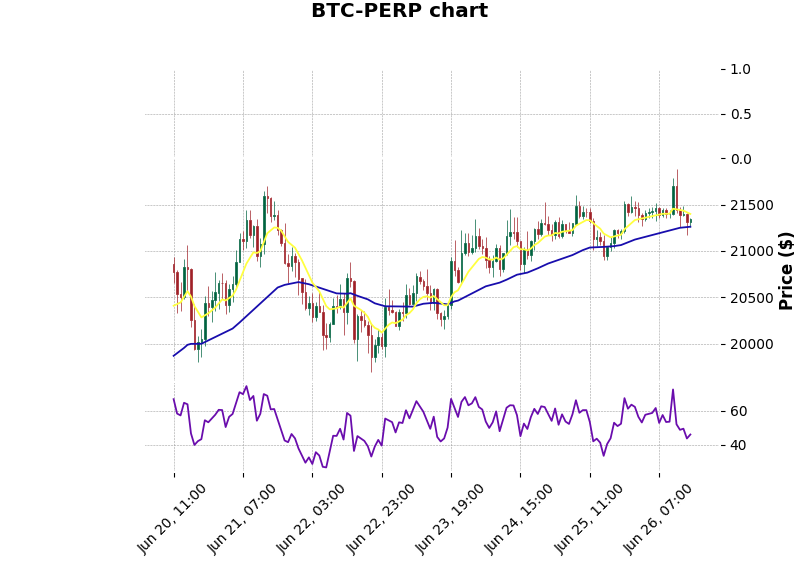 BTC-PERP chart
1.0
0.5
0.0
21500
21000
20500
20000
Price ($)
60
40
Jun 20, 11:00
Jun 21, 07:00
Jun 22, 03:00
Jun 22, 23:00
Jun 23, 19:00
Jun 24, 15:00
Jun 25, 11:00
Jun 26, 07:00